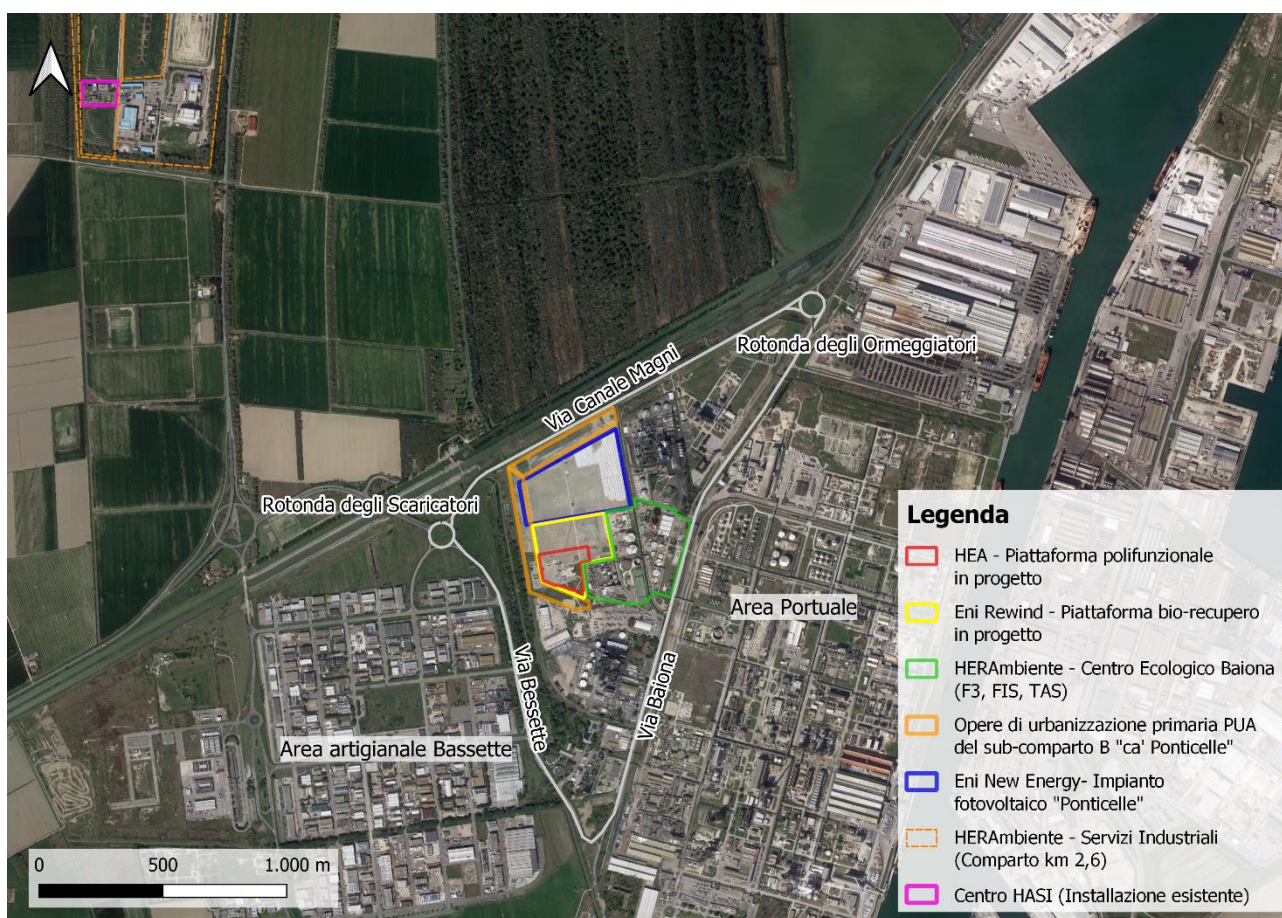 Via Canale Magni
Rotonda degli Ormeggiatori
Rotonda degli Scaricatori
Area Portuale
Via Bessette
Via Baiona
Area artigianale Bassette
0 500 1.000 m
Legenda
HEA - Piattaforma polifunzionale
in progetto
Eni Rewind - Piattaforma bio-recupero
in progetto
HERAmbiente - Centro Ecologico Baiona
(F3, FIS, TAS)
Opere di urbanizzazione primaria PUA
del sub-comparto B "ca' Ponticelle"
Eni New Energy- Impianto
fotovoltaico "Ponticelle"
HERAmbiente - Servizi Industriali
(Comparto km 2,6)
Centro HASI (Installazione esistente)